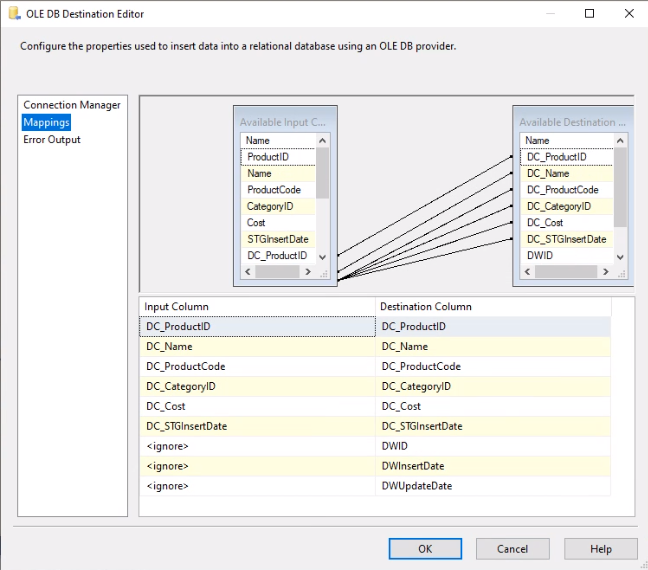 OLE DB Destination Editor
Configure the properties used to insert data into a relational database using an OLE DB provider.
Connection Manager
Mappings
Error Output
Available Input C...
Name
ProductID
Name
ProductCode
CategoryID
Cost
STGInsertDate
DC_ProductID
Available Destination ...
Name
DC_ProductID
DC_Name
DC_ProductCode
DC_CategoryID
DC_Cost
DC_STGInsertDate
DWID
Input Column Destination Column
DC_ProductID DC_ProductID
DC_Name DC_Name
DC_ProductCode DC_ProductCode
DC_CategoryID DC_CategoryID
DC_Cost DC_Cost
DC_STGInsertDate DC_STGInsertDate
<ignore> DWID
<ignore> DWInsertDate
<ignore> DWUpdateDate
OK Cancel Help